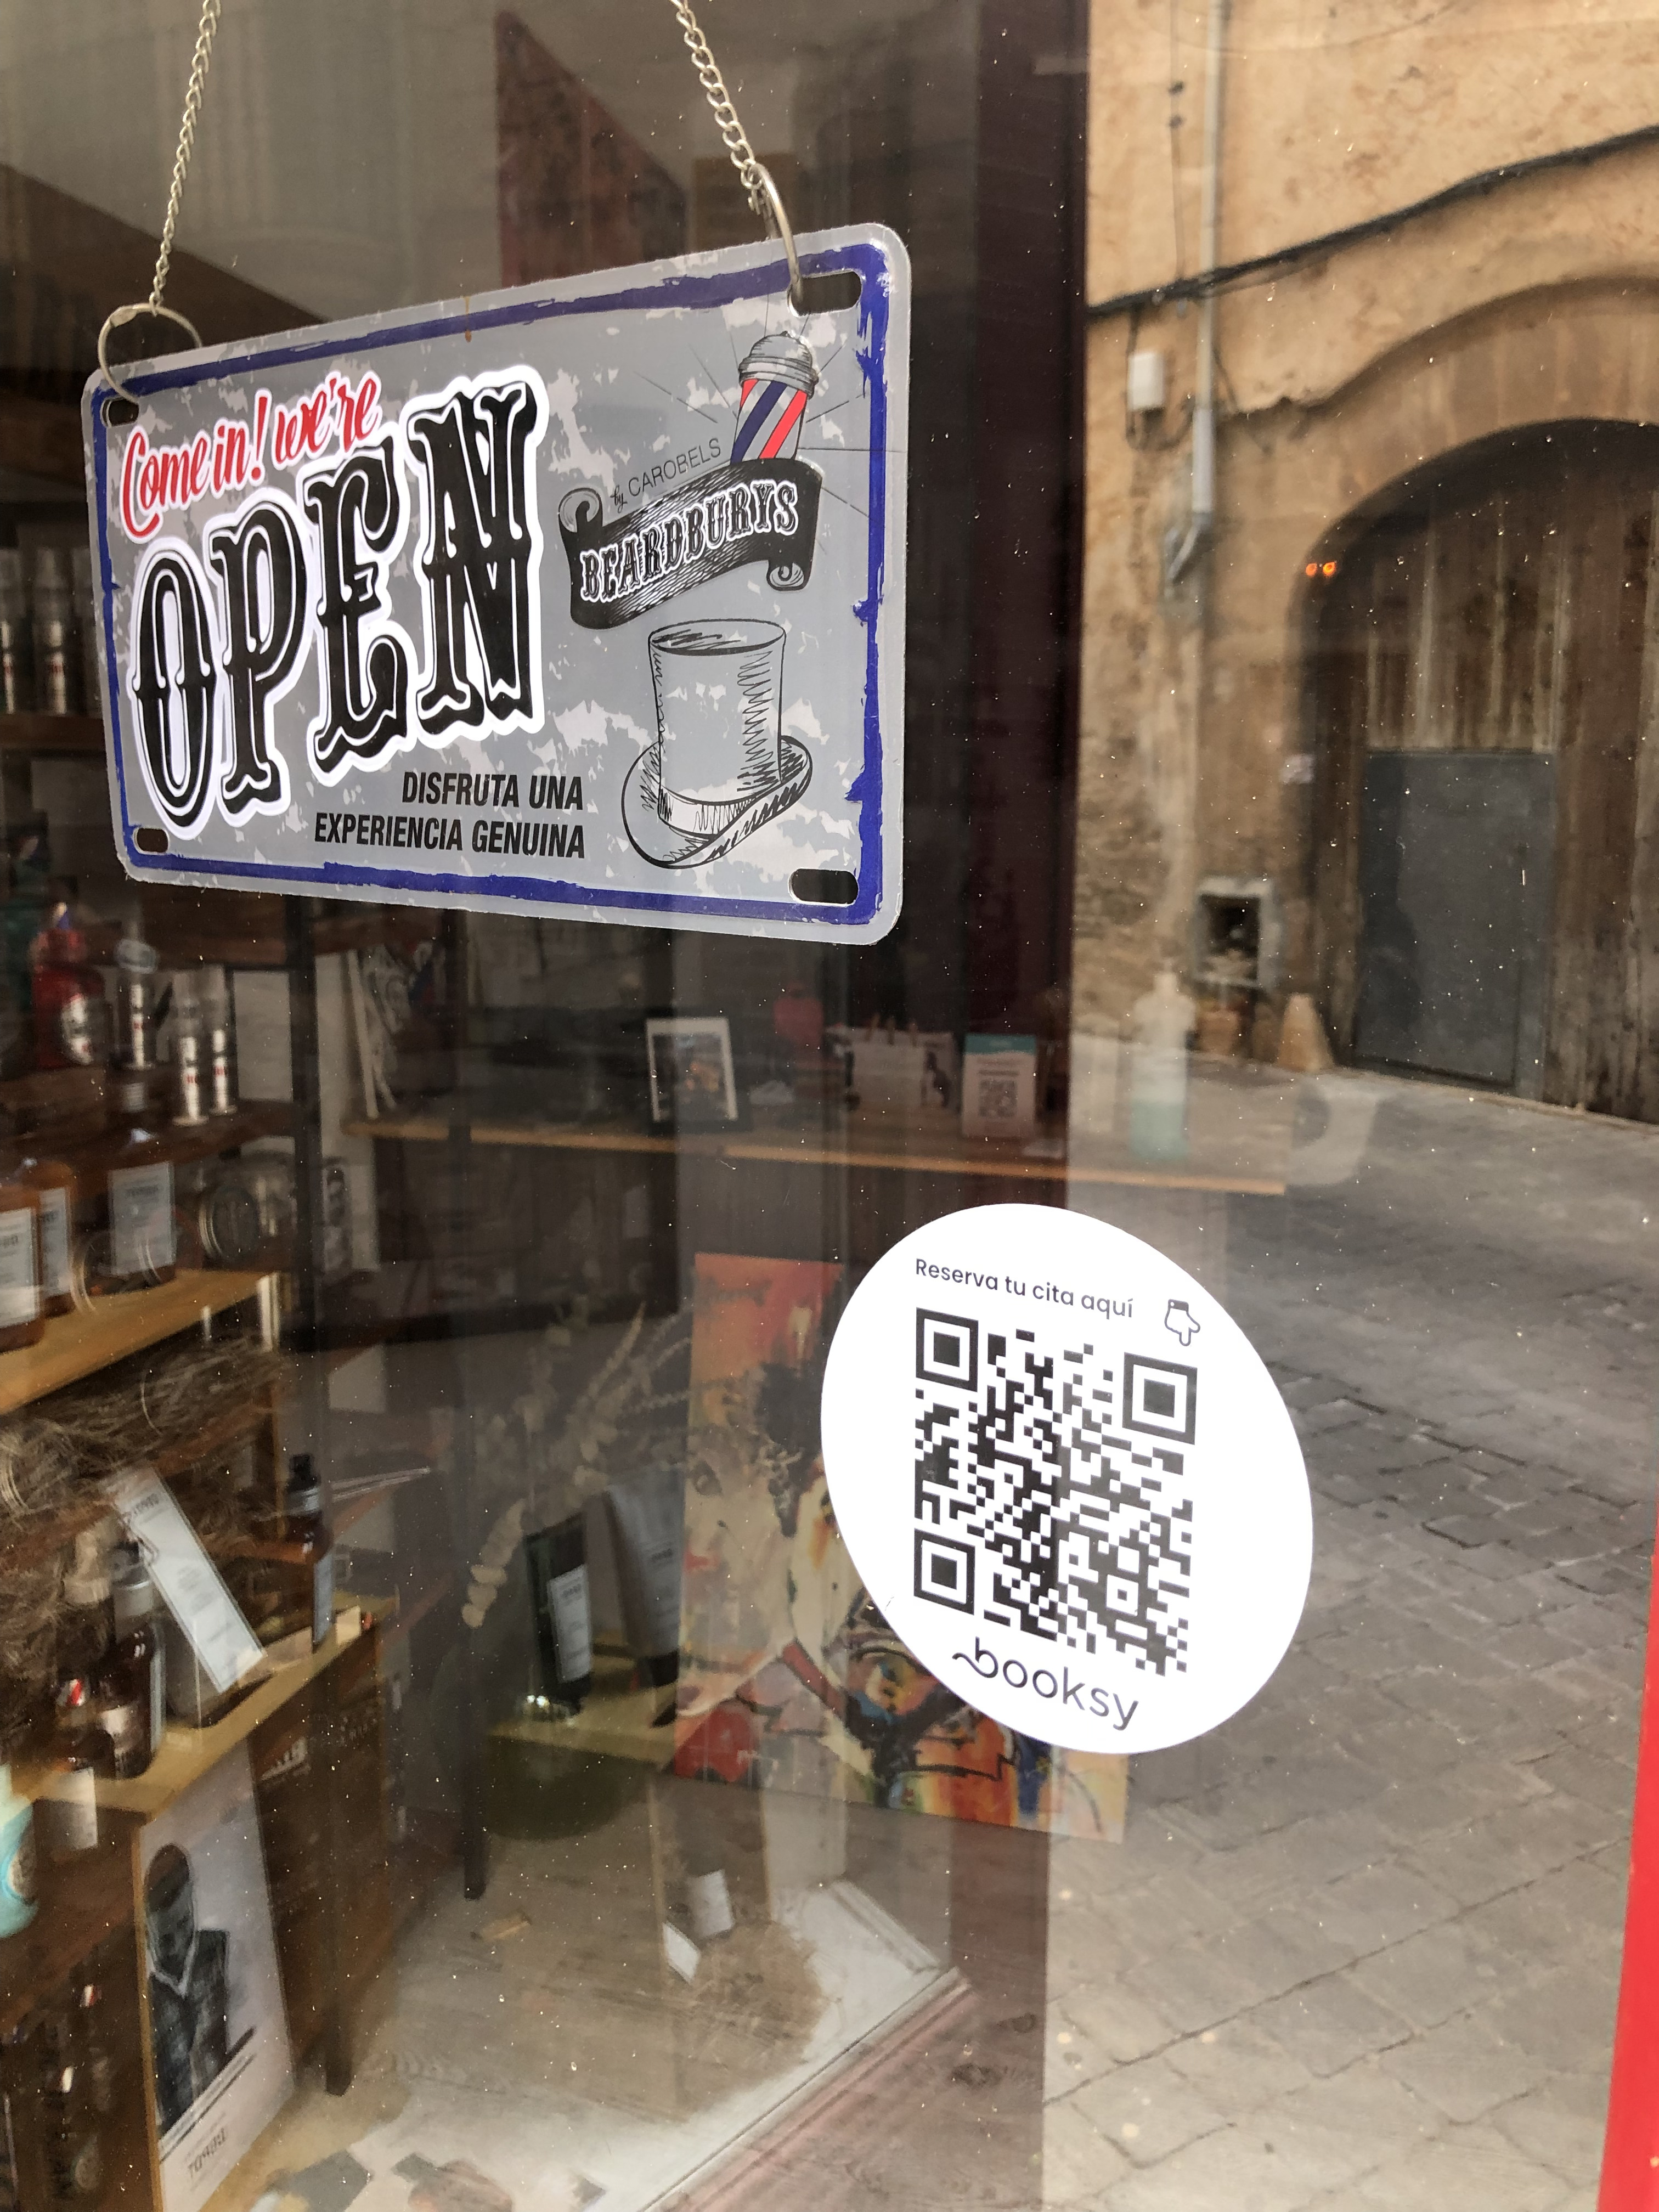 Come in! we're
OPEN
by CAROBELS
BEARDBURYS
DISFRUTA UNA
EXPERIENCIA GENUINA
Reserva tu cita aquí
booksy